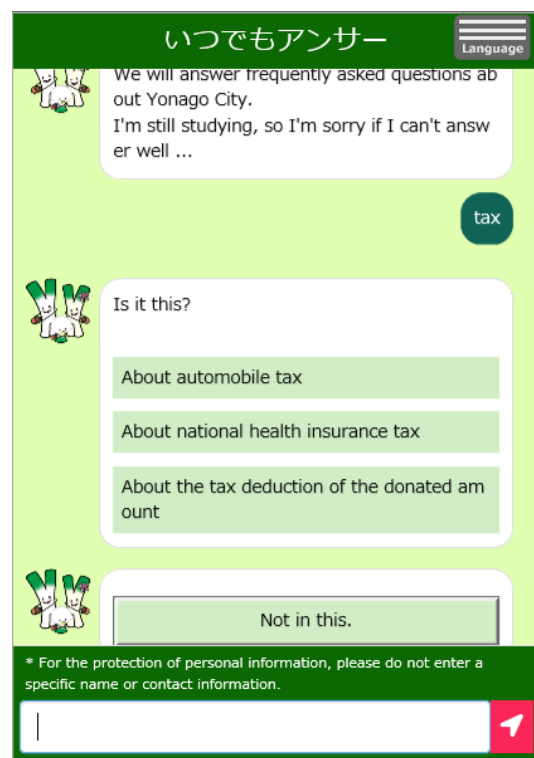 いつでもアンサー
Language
We will answer frequently asked questions ab
out Yonago City.
I'm still studying, so I'm sorry if I can't answ
er well ...
tax
Is it this?
About automobile tax
About national health insurance tax
About the tax deduction of the donated am
ount
Not in this.
* For the protection of personal information, please do not enter a
specific name or contact information.